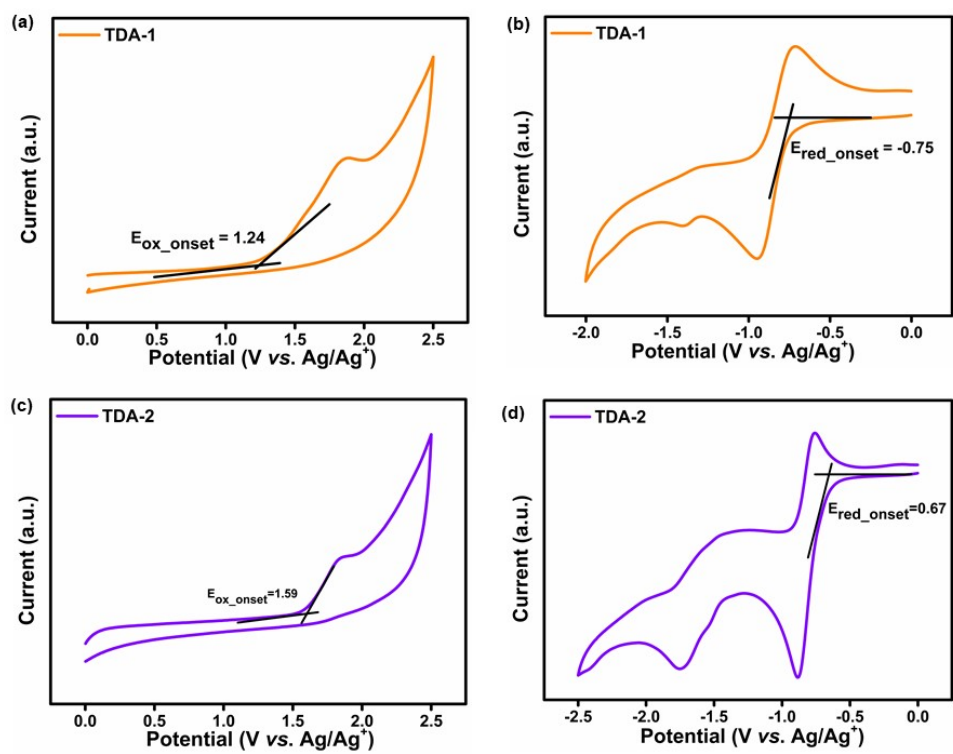 (a)
TDA-1
E_ox_onset = 1.24
Current (a.u.)
0.0 0.5 1.0 1.5 2.0 2.5
Potential (V vs. Ag/Ag⁺)
(b)
TDA-1
E_red_onset = -0.75
Current (a.u.)
-2.0 -1.5 -1.0 -0.5 0.0
Potential (V vs. Ag/Ag⁺)
(c)
TDA-2
E_ox_onset=1.59
Current (a.u.)
0.0 0.5 1.0 1.5 2.0 2.5
Potential (V vs. Ag/Ag⁺)
(d)
TDA-2
E_red_onset=0.67
Current (a.u.)
-2.5 -2.0 -1.5 -1.0 -0.5 0.0
Potential (V vs. Ag/Ag⁺)